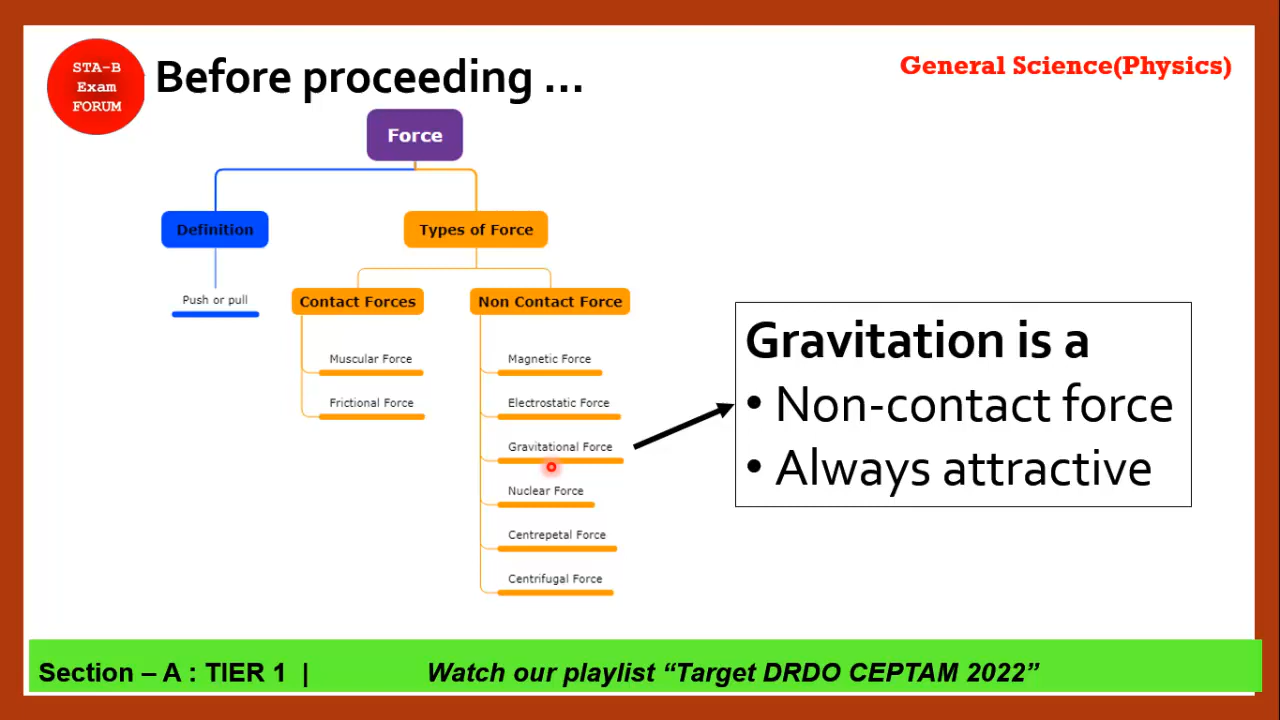 STA-B
Exam
FORUM
Before proceeding ...
General Science(Physics)
Force
Definition
Types of Force
Push or pull
Contact Forces
Non Contact Force
Muscular Force
Frictional Force
Magnetic Force
Electrostatic Force
Gravitational Force
Nuclear Force
Centrepetal Force
Centrifugal Force
Gravitation is a
• Non-contact force
• Always attractive
Section – A : TIER 1 |
Watch our playlist “Target DRDO CEPTAM 2022”